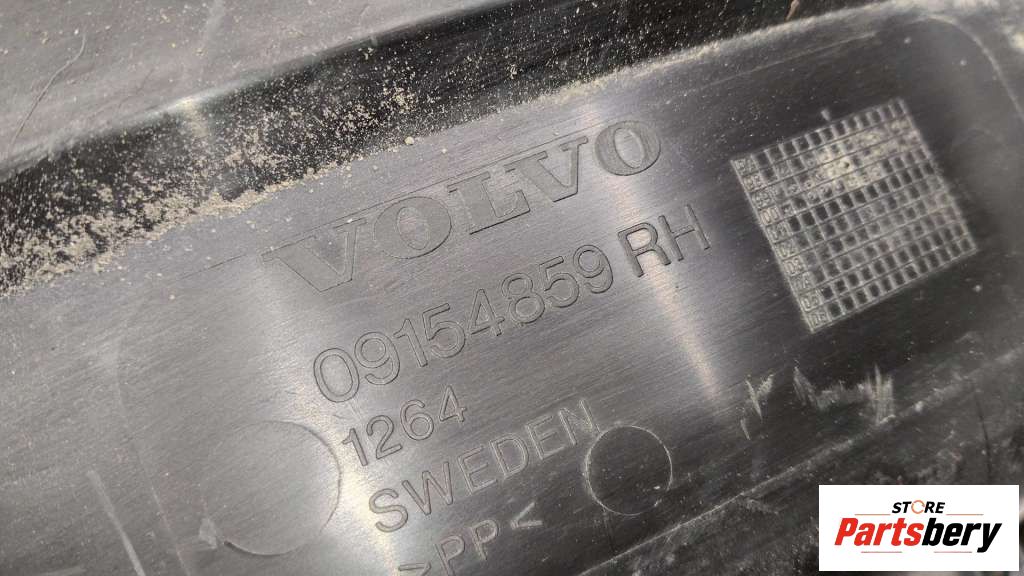 VOLVO
09154859 RH
1264
SWEDEN
>PP<
STORE
Partsbery